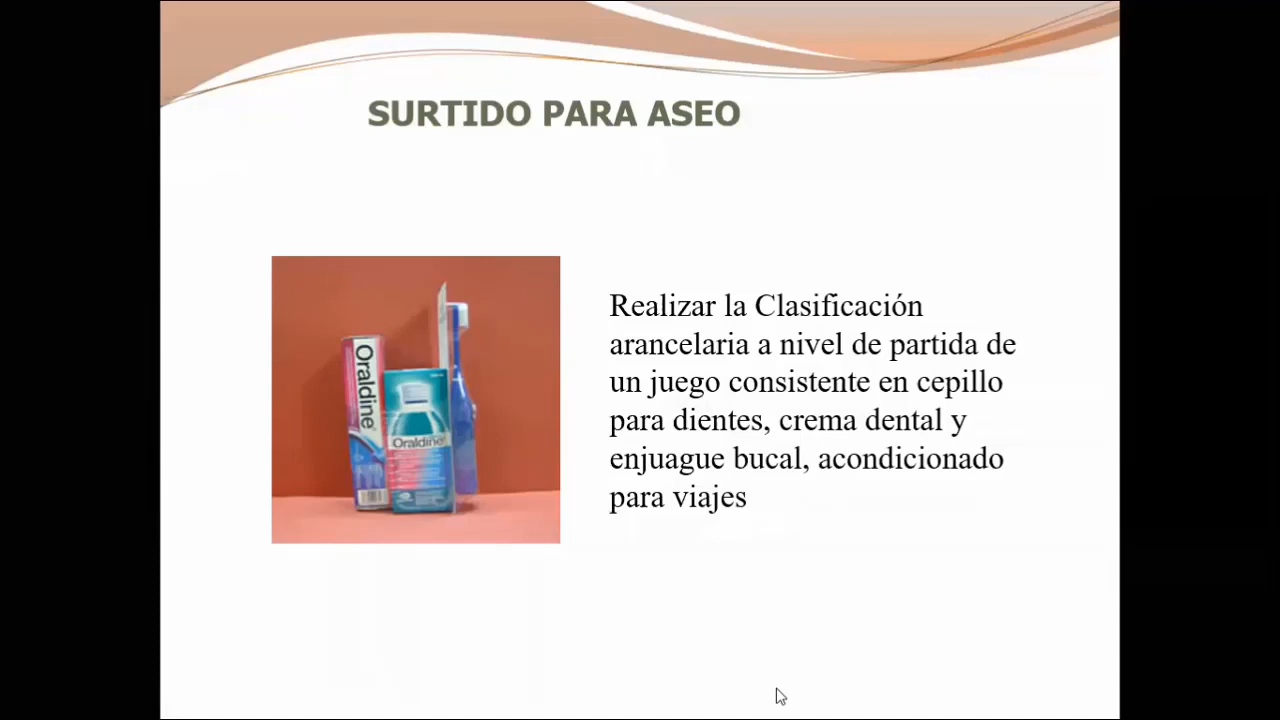 SURTIDO PARA ASEO
Realizar la Clasificación
arancelaria a nivel de partida de
un juego consistente en cepillo
para dientes, crema dental y
enjuague bucal, acondicionado
para viajes
Oraldine
Oraldine